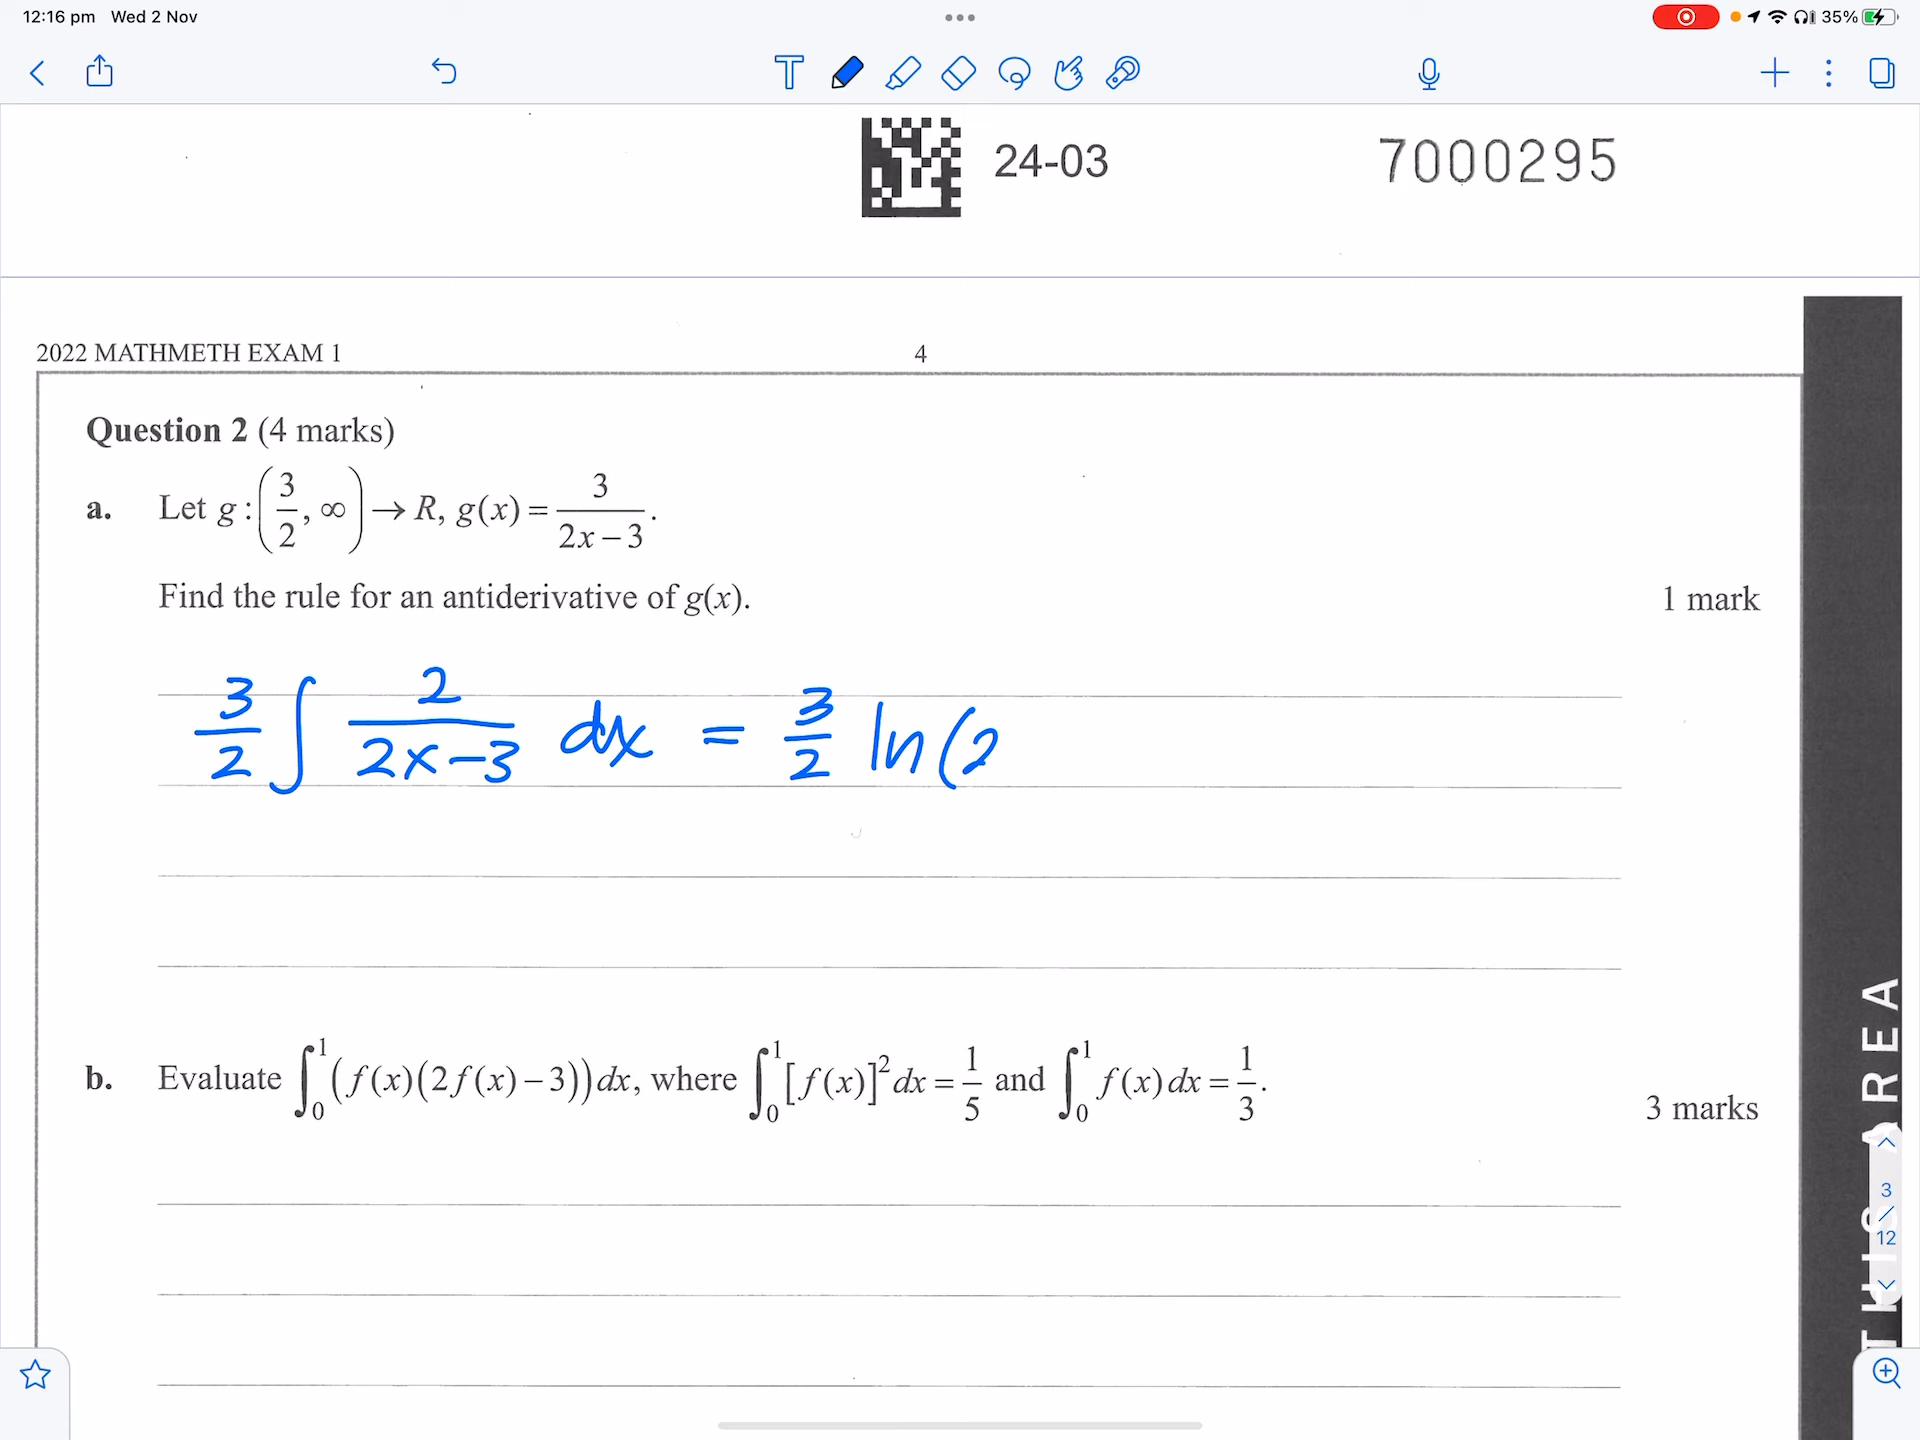 12:16 pm Wed 2 Nov
35%
24-03
7000295
2022 MATHMETH EXAM 1
4
Question 2 (4 marks)
a. Let g : (3/2, ∞) → R, g(x) = 3/(2x – 3).
Find the rule for an antiderivative of g(x).
1 mark
3/2 ∫ 2/(2x–3) dx = 3/2 ln(2
b. Evaluate ∫₀¹ (f(x)(2f(x) – 3))dx, where ∫₀¹ [f(x)]² dx = 1/5 and ∫₀¹ f(x) dx = 1/3.
3 marks
THIS AREA
3
/
12